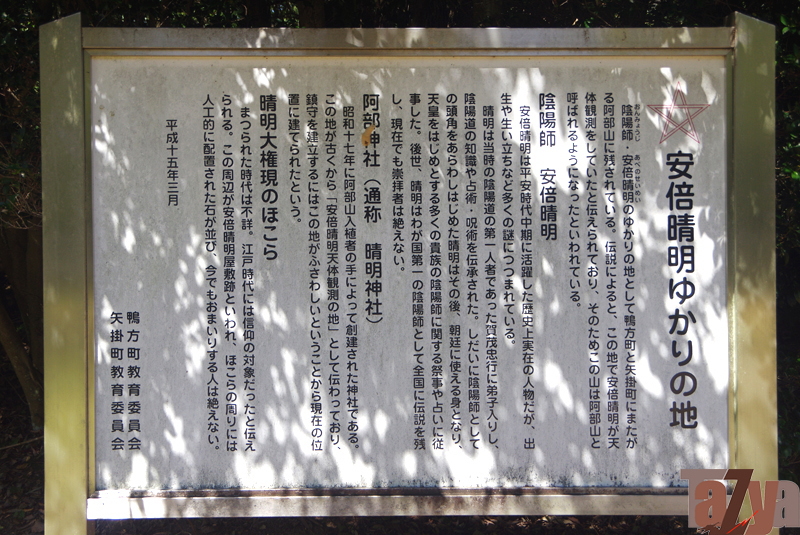 安倍晴明ゆかりの地
陰陽師・安倍晴明のゆかりの地として鴨方町と矢掛町にまたが
おんみょうじ　あべのせいめい
る阿部山に残されている。伝説によると、この地で安倍晴明が天
体観測をしていたと伝えられており、そのためこの山は阿部山と
呼ばれるようになったといわれている。
陰陽師　安倍晴明
安倍晴明は平安時代中期に活躍した歴史上実在の人物だが、出
生や生い立ちなど多くの謎につつまれている。
晴明は当時の陰陽道の第一人者であった賀茂忠行に弟子入りし、
陰陽道の知識や占術・呪術を伝承された。しだいに陰陽師として
の頭角をあらわしはじめた晴明はその後、朝廷に使える身となり、
天皇をはじめとする多くの貴族の陰陽師に関する祭事や占いに従
事した。後世、晴明はわが国第一の陰陽師として全国に伝説を残
し、現在でも崇拝者は絶えない。
阿部神社（通称　晴明神社）
昭和十七年に阿部山入植者の手によって創建された神社である。
この地が古くから「安倍晴明天体観測の地」として伝わっており、
鎮守を建立するにはこの地がふさわしいということから現在の位
置に建てられたという。
晴明大権現のほこら
まつられた時代は不詳。江戸時代には信仰の対象だったと伝え
られる。この周辺が安倍晴明屋敷跡といわれ、ほこらの周りには
人工的に配置された石が並び、今でもおまいりする人は絶えない。
平成十五年三月
鴨方町教育委員会
矢掛町教育委員会
TaZya